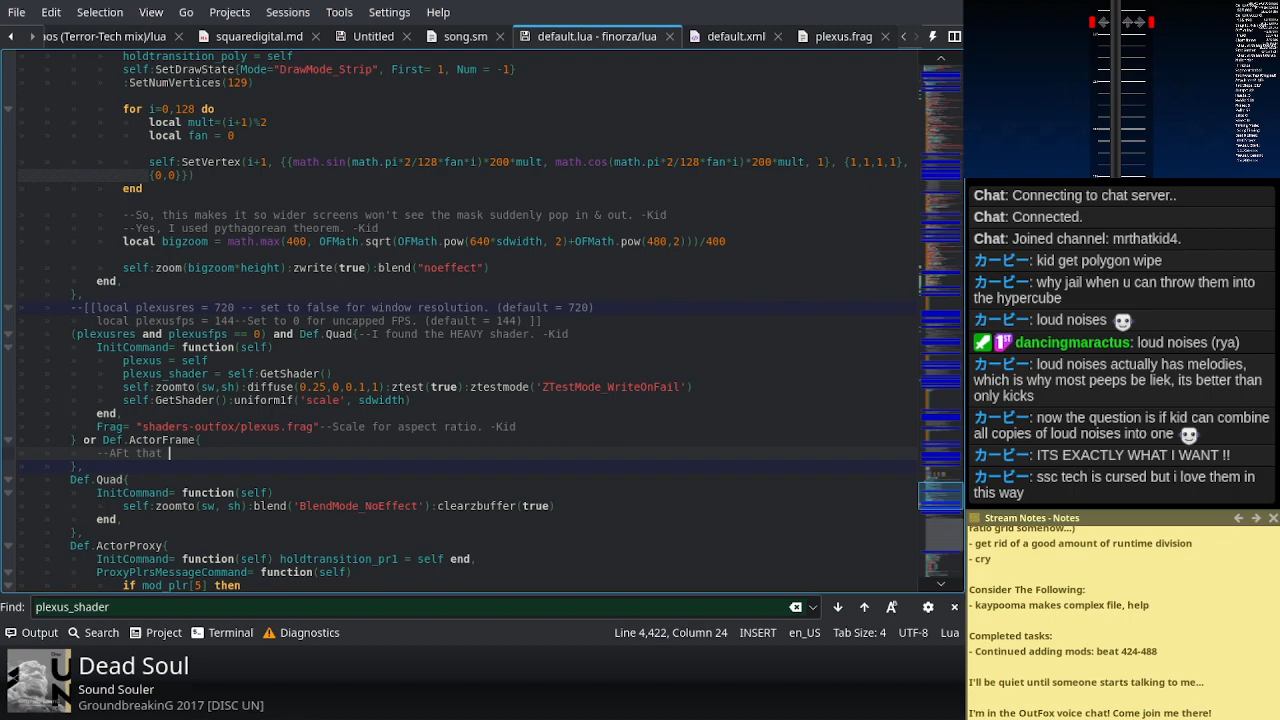 File Edit Selection View Go Projects Sessions Tools Settings Help
os (Terror-Tech mix)/lua squaredigital.md Untitled song.sm default.lua - finorza/lua default.xml plexus.frag
holdtransition_poly = self
self:SetDrawState{Mode="DrawMode_Strip", First= 1, Num = -1}
:SetNumVertices(129)
for i=0,128 do
local mult=(i+1)%2
local fan = 0
self:SetVertex(i+1, {{math.sin(math.pi*2/128*fan*i)*200*mult, math.cos(math.pi*2/128*fan*i)*200*mult, 1}, {1,1,1,1},
{0,0}})
end
--So, this makes it so wider screens won't see the mask suddenly pop in & out. -Kid
--Yes, I used pythgorean theorm. -Kid
local bigzoom = math.max(400, OFMath.sqrt(OFMath.pow(640*sdwidth, 2)+OFMath.pow(480,2)))/400
self:zoom(bigzoom*height):zwrite(true):blend("noeffect")
end,
},
--[[local plexusres = 720 -- set to false for window resolution. (default = 720)
local plexusfps = 144--Set to 0 for uncapped FPS. (default = 144) ]]
(plexusres and plexusfps == 0) and Def.Quad{--I found the HEAVY shader. -Kid
InitCommand= function(self)
plexus = self
plexus_shader = self:GetShader()
self:zoomto(sw,sh):diffuse(0.25,0,0.1,1):ztest(true):ztestmode('ZTestMode_WriteOnFail')
self:GetShader():uniform1f('scale', sdwidth)
end,
Frag= "shaders-outfox/plexus.frag"--Scale for aspect ratio. -Kid
} or Def.ActorFrame{
--AFt that
},
Def.Quad{
InitCommand= function(self)
self:zoomto(sw, sh):blend('BlendMode_NoEffect'):clearzbuffer(true)
end,
},
Def.ActorProxy{
InitCommand= function(self) holdtransition_pr1 = self end,
ProxyPlrsMessageCommand= function(self)
if mod_plr[5] then
Find: plexus_shader
Output Search Project Terminal Diagnostics Line 4,422, Column 24 INSERT en_US Tab Size: 4 UTF-8 Lua
Dead Soul
Sound Souler
Groundbreaking 2017 [DISC UN]
Chat: Connecting to chat server..
Chat: Connected.
Chat: Joined channel: mrthatkid4.
カービー: kid get polygon wipe
カービー: why jail when u can throw them into
the hypercube
カービー: loud noises
dancingmaractus: loud noises (rya)
カービー: loud noises actually has melodies,
which is why most peeps be liek, its better than
only kicks
カービー: now the question is if kid can combine
all copies of loud noises into one
カービー: ITS EXACTLY WHAT I WANT !!
カービー: ssc tech is cursed but i love them in
this way
Stream Notes - Notes
ratio grid somehow...)
- get rid of a good amount of runtime division
- cry
Consider The Following:
- kaypooma makes complex file, help
Completed tasks:
- Continued adding mods: beat 424-488
I'll be quiet until someone starts talking to me...
I'm in the OutFox voice chat! Come join me there!